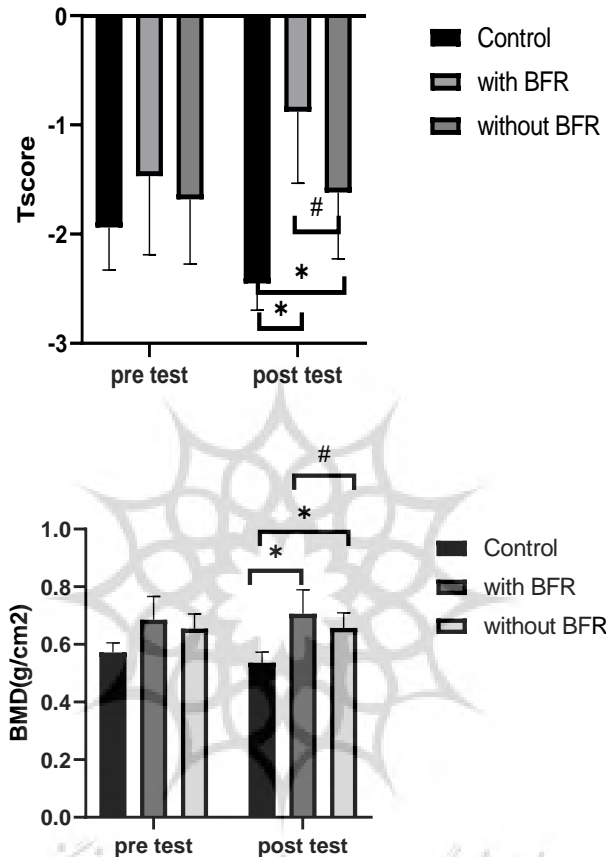 0
-1
-2
-3
Tscore
pre test
post test
#
*
*
Control
with BFR
without BFR
1.0
0.8
0.6
0.4
0.2
0.0
BMD(g/cm2)
pre test
post test
#
*
*
Control
with BFR
without BFR